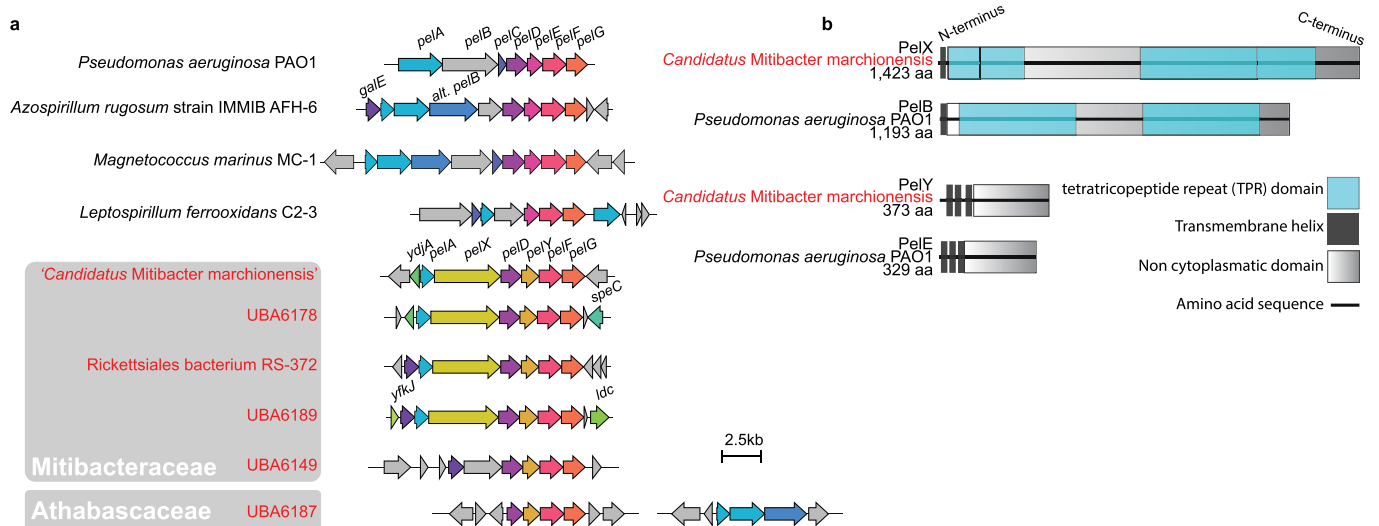 a
pelA pelB pelC pelD pelE pelF pelG
Pseudomonas aeruginosa PAO1
galE alt. pelB
Azospirillum rugosum strain IMMIB AFH-6
Magnetococcus marinus MC-1
Leptospirillum ferrooxidans C2-3
ydjA pelA pelX pelD pelY pelF pelG
‘Candidatus Mitibacter marchionensis’
speC
UBA6178
Rickettsiales bacterium RS-372
yfkJ ldc
UBA6189
Mitibacteraceae UBA6149
Athabascaceae UBA6187
2.5kb
b
N-terminus C-terminus
PelX
Candidatus Mitibacter marchionensis
1,423 aa
PelB
Pseudomonas aeruginosa PAO1
1,193 aa
PelY
Candidatus Mitibacter marchionensis
373 aa
PelE
Pseudomonas aeruginosa PAO1
329 aa
tetratricopeptide repeat (TPR) domain
Transmembrane helix
Non cytoplasmatic domain
Amino acid sequence